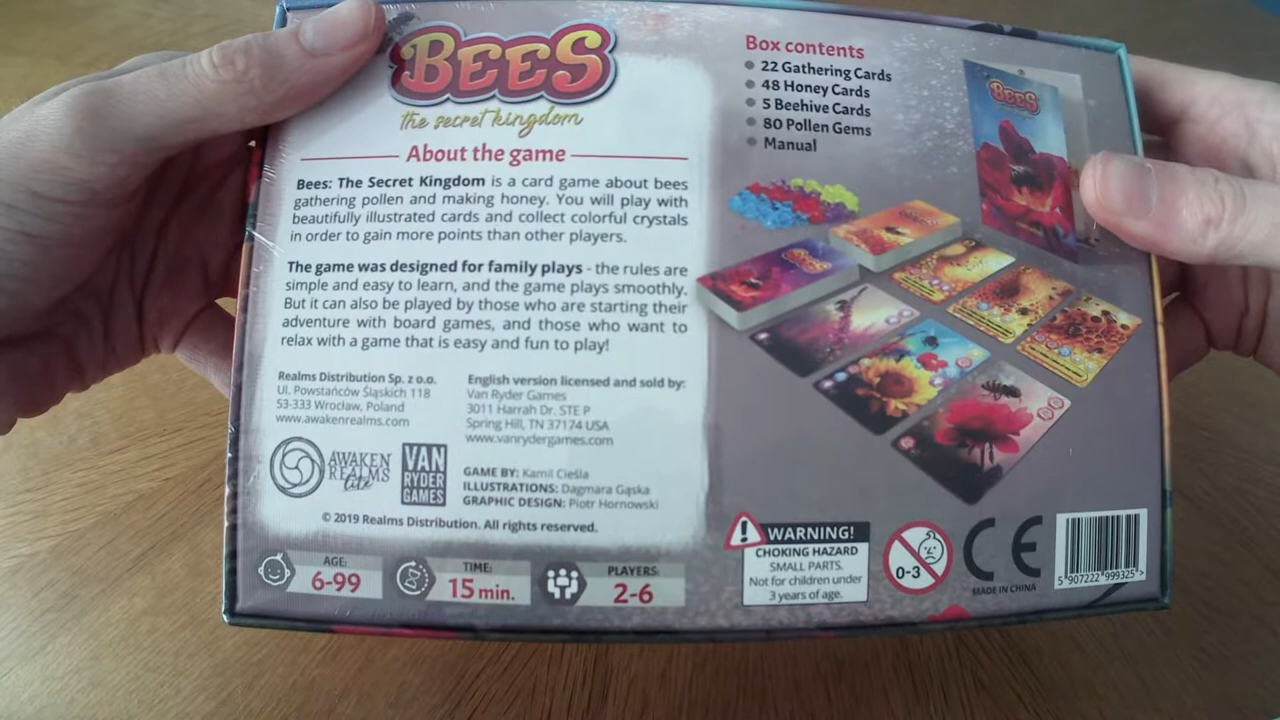 BEES
the secret kingdom
About the game
Bees: The Secret Kingdom is a card game about bees
gathering pollen and making honey. You will play with
beautifully illustrated cards and collect colorful crystals
in order to gain more points than other players.
The game was designed for family plays - the rules are
simple and easy to learn, and the game plays smoothly.
But it can also be played by those who are starting their
adventure with board games, and those who want to
relax with a game that is easy and fun to play!
Realms Distribution Sp. z o.o.
Ul. Powstańców Śląskich 118
53-333 Wrocław, Poland
www.awakenrealms.com
English version licensed and sold by:
Van Ryder Games
3011 Harrah Dr. STE P
Spring Hill, TN 37174 USA
www.vanrydergames.com
AWAKEN
REALMS
lite
VAN
RYDER
GAMES
GAME BY: Kamil Cieśla
ILLUSTRATIONS: Dagmara Gąska
GRAPHIC DESIGN: Piotr Hornowski
© 2019 Realms Distribution. All rights reserved.
AGE:
6-99
TIME:
15 min.
PLAYERS:
2-6
Box contents
22 Gathering Cards
48 Honey Cards
5 Beehive Cards
80 Pollen Gems
Manual
BEES
BEES
WARNING!
CHOKING HAZARD
SMALL PARTS.
Not for children under
3 years of age.
0-3
CE
MADE IN CHINA
5 907222 999325 >